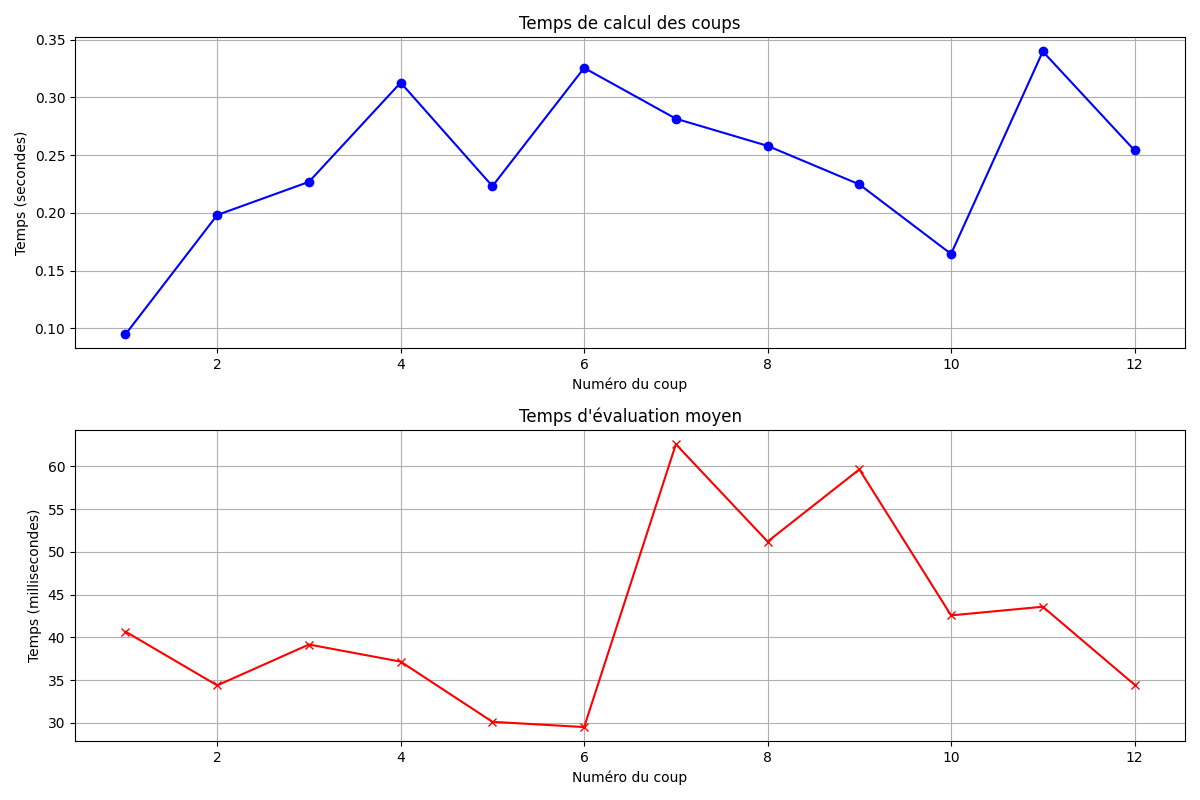 Temps de calcul des coups
0.35
0.30
0.25
0.20
0.15
0.10
Temps (secondes)
2 4 6 8 10 12
Numéro du coup
Temps d'évaluation moyen
60
55
50
45
40
35
30
Temps (millisecondes)
2 4 6 8 10 12
Numéro du coup